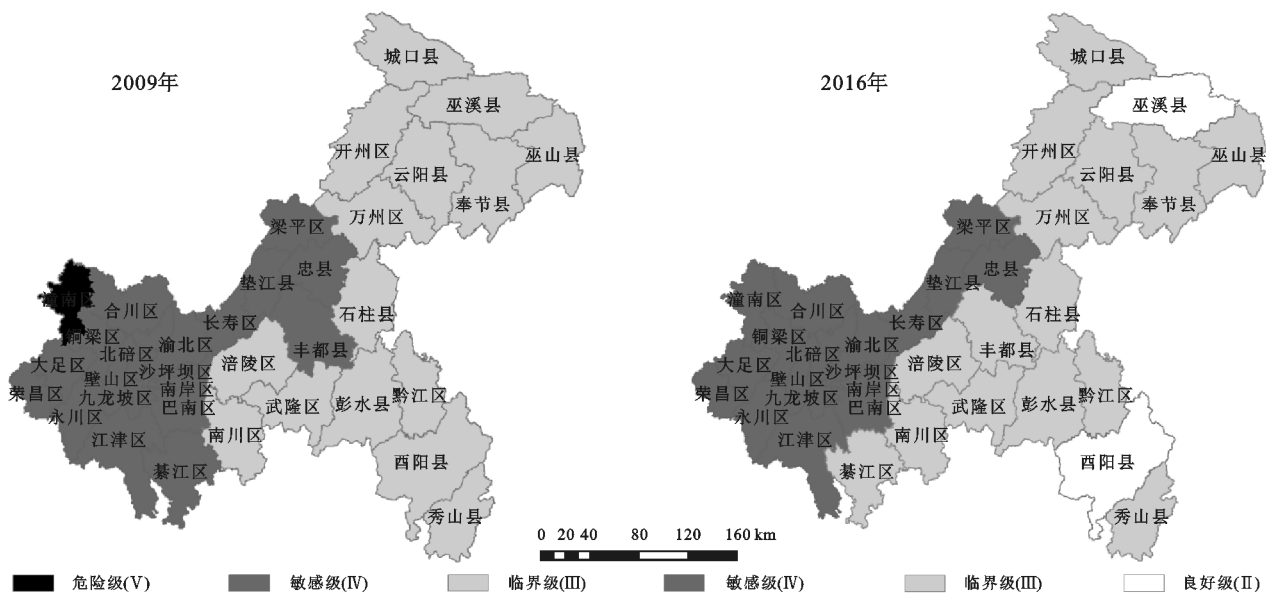 2009年
城口县
巫溪县
开州区
巫山县
云阳县
奉节县
万州区
梁平区
忠县
垫江县
潼南区
合川区
石柱县
长寿区
铜梁区
渝北区
北碚区
丰都县
大足区
涪陵区
沙坪坝区
璧山区
荣昌区
南岸区
九龙坡区
黔江区
巴南区
武隆区
彭水县
永川区
江津区
南川区
綦江区
酉阳县
秀山县
2016年
城口县
巫溪县
开州区
巫山县
云阳县
奉节县
万州区
梁平区
忠县
垫江县
潼南区
合川区
石柱县
长寿区
铜梁区
渝北区
北碚区
丰都县
大足区
涪陵区
沙坪坝区
璧山区
荣昌区
南岸区
九龙坡区
黔江区
巴南区
武隆区
彭水县
永川区
江津区
南川区
綦江区
酉阳县
秀山县
0 20 40 80 120 160 km
危险级(Ⅴ) 敏感级(Ⅳ) 临界级(Ⅲ) 敏感级(Ⅳ) 临界级(Ⅲ) 良好级(Ⅱ)